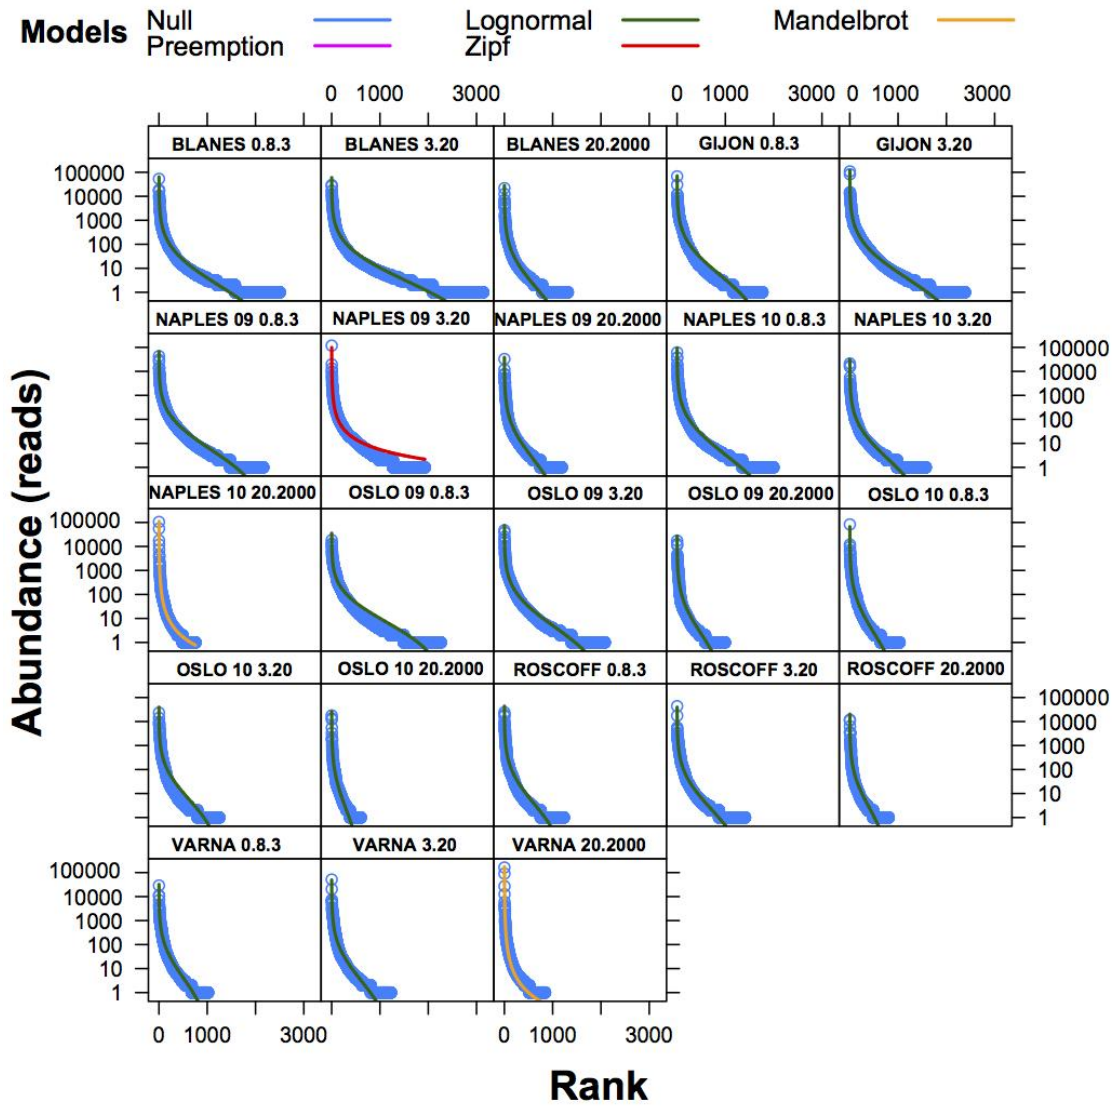 Models Null Lognormal Mandelbrot
Preemption Zipf
0 1000 3000 0 1000 3000 0 1000 3000
BLANES 0.8.3 BLANES 3.20 BLANES 20.2000 GIJON 0.8.3 GIJON 3.20
100000
10000
1000
100
10
1
NAPLES 09 0.8.3 NAPLES 09 3.20 NAPLES 09 20.2000 NAPLES 10 0.8.3 NAPLES 10 3.20
100000
10000
1000
100
10
1
NAPLES 10 20.2000 OSLO 09 0.8.3 OSLO 09 3.20 OSLO 09 20.2000 OSLO 10 0.8.3
100000
10000
1000
100
10
1
OSLO 10 3.20 OSLO 10 20.2000 ROSCOFF 0.8.3 ROSCOFF 3.20 ROSCOFF 20.2000
100000
10000
1000
100
10
1
VARNA 0.8.3 VARNA 3.20 VARNA 20.2000
100000
10000
1000
100
10
1
0 1000 3000 0 1000 3000
Abundance (reads)
Rank